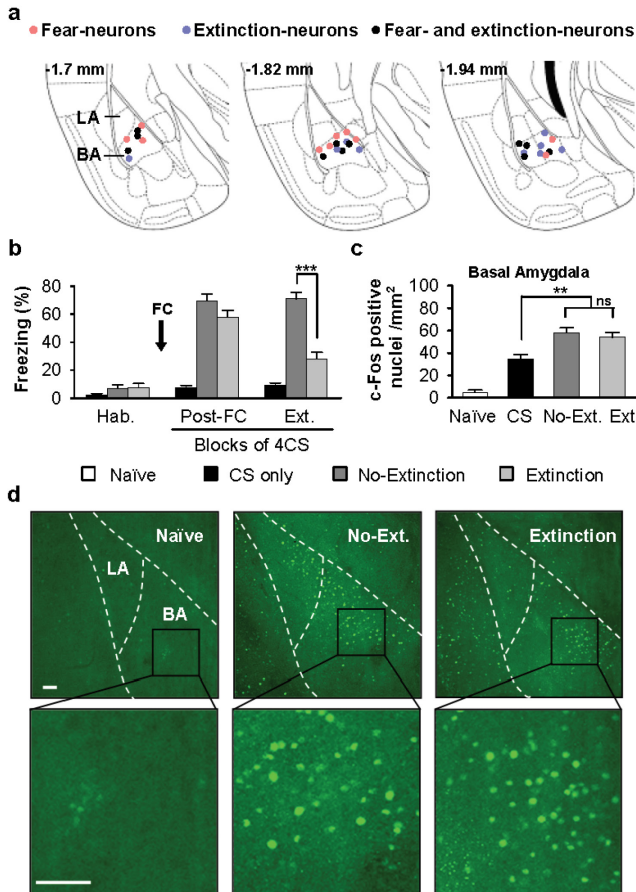 a
Fear-neurons Extinction-neurons Fear- and extinction-neurons
-1.7 mm -1.82 mm -1.94 mm
LA
BA
b
Freezing (%)
80
60
40
20
0
FC
***
Hab. Post-FC Ext.
Blocks of 4CS
c
Basal Amygdala
c-Fos positive
nuclei /mm²
100
80
60
40
20
0
**
ns
Naïve CS No-Ext. Ext
Naïve CS only No-Extinction Extinction
d
Naïve No-Ext. Extinction
LA
BA